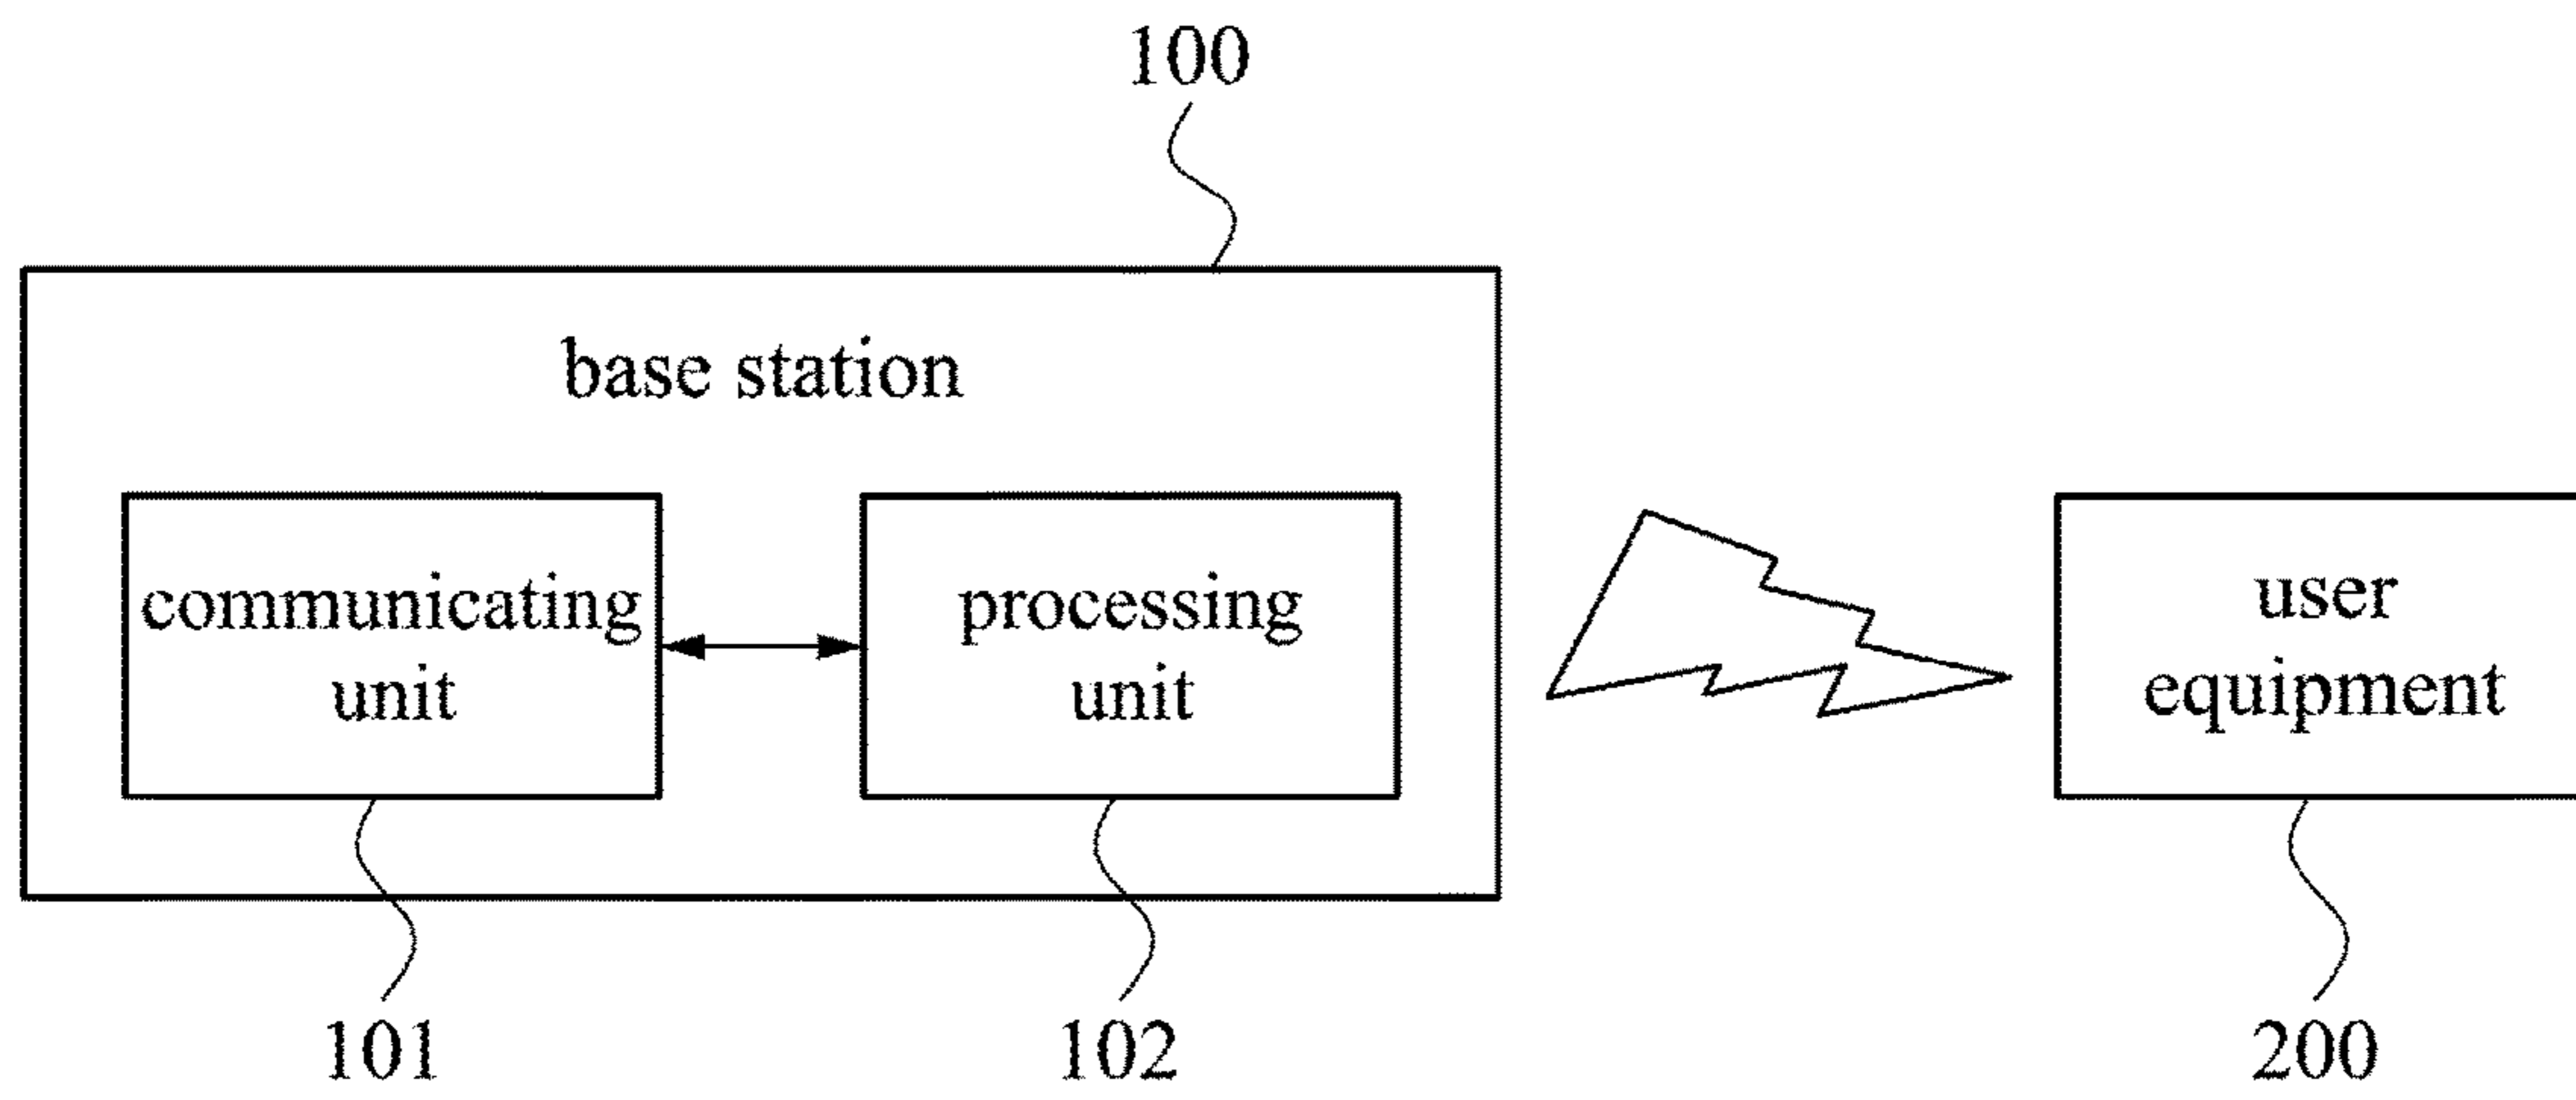 100
base station
communicating
unit
processing
unit
user
equipment
101
102
200